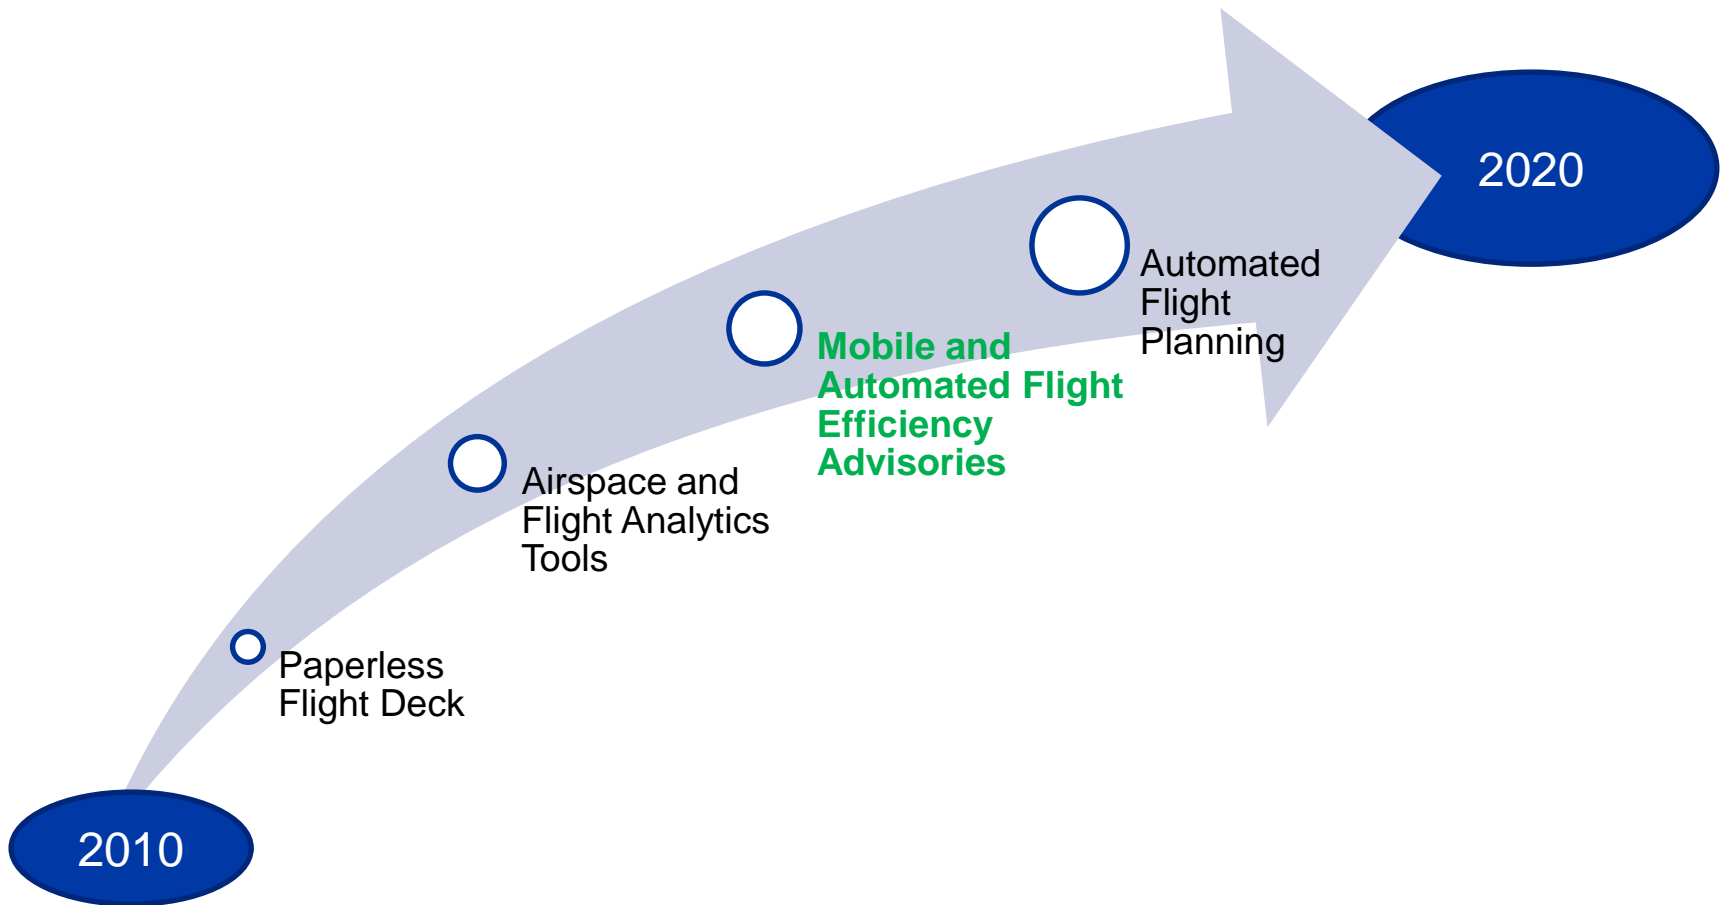 2020
Automated
Flight
Planning
Mobile and
Automated Flight
Efficiency
Advisories
Airspace and
Flight Analytics
Tools
Paperless
Flight Deck
2010